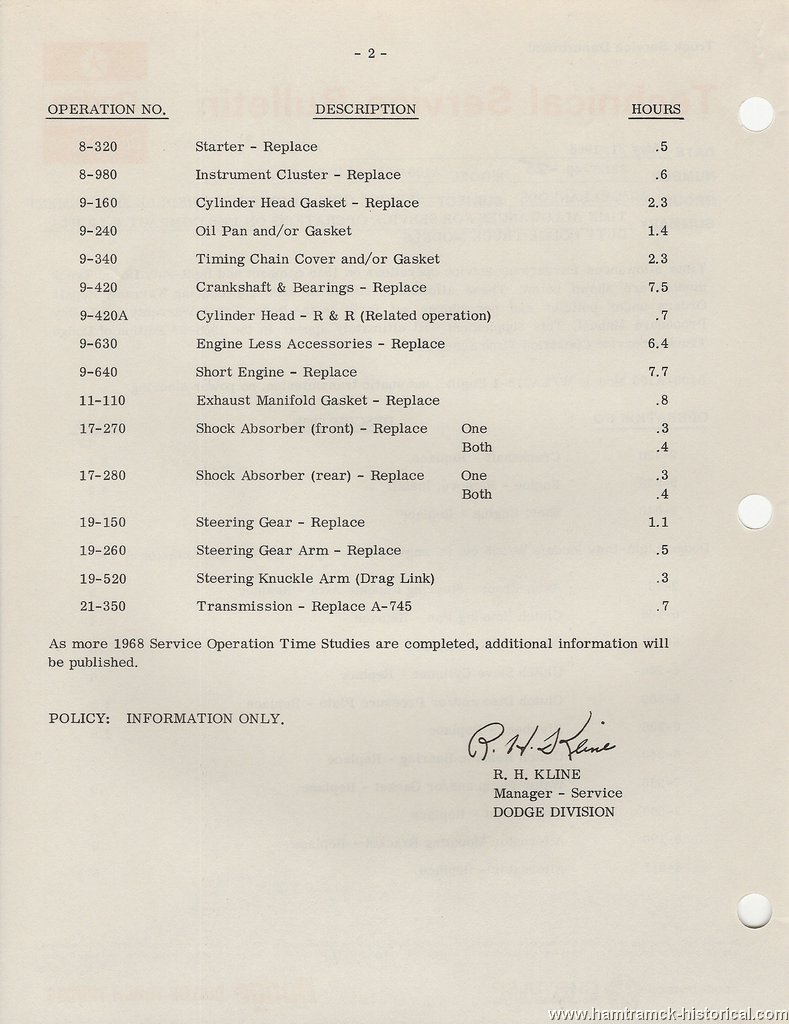 - 2 -
OPERATION NO. DESCRIPTION HOURS
8-320 Starter - Replace .5
8-980 Instrument Cluster - Replace .6
9-160 Cylinder Head Gasket - Replace 2.3
9-240 Oil Pan and/or Gasket 1.4
9-340 Timing Chain Cover and/or Gasket 2.3
9-420 Crankshaft & Bearings - Replace 7.5
9-420A Cylinder Head - R & R (Related operation) .7
9-630 Engine Less Accessories - Replace 6.4
9-640 Short Engine - Replace 7.7
11-110 Exhaust Manifold Gasket - Replace .8
17-270 Shock Absorber (front) - Replace One .3
Both .4
17-280 Shock Absorber (rear) - Replace One .3
Both .4
19-150 Steering Gear - Replace 1.1
19-260 Steering Gear Arm - Replace .5
19-520 Steering Knuckle Arm (Drag Link) .3
21-350 Transmission - Replace A-745 .7
As more 1968 Service Operation Time Studies are completed, additional information will
be published.
POLICY: INFORMATION ONLY.
R. H. Kline
R. H. KLINE
Manager - Service
DODGE DIVISION
www.hamtramck-historical.com